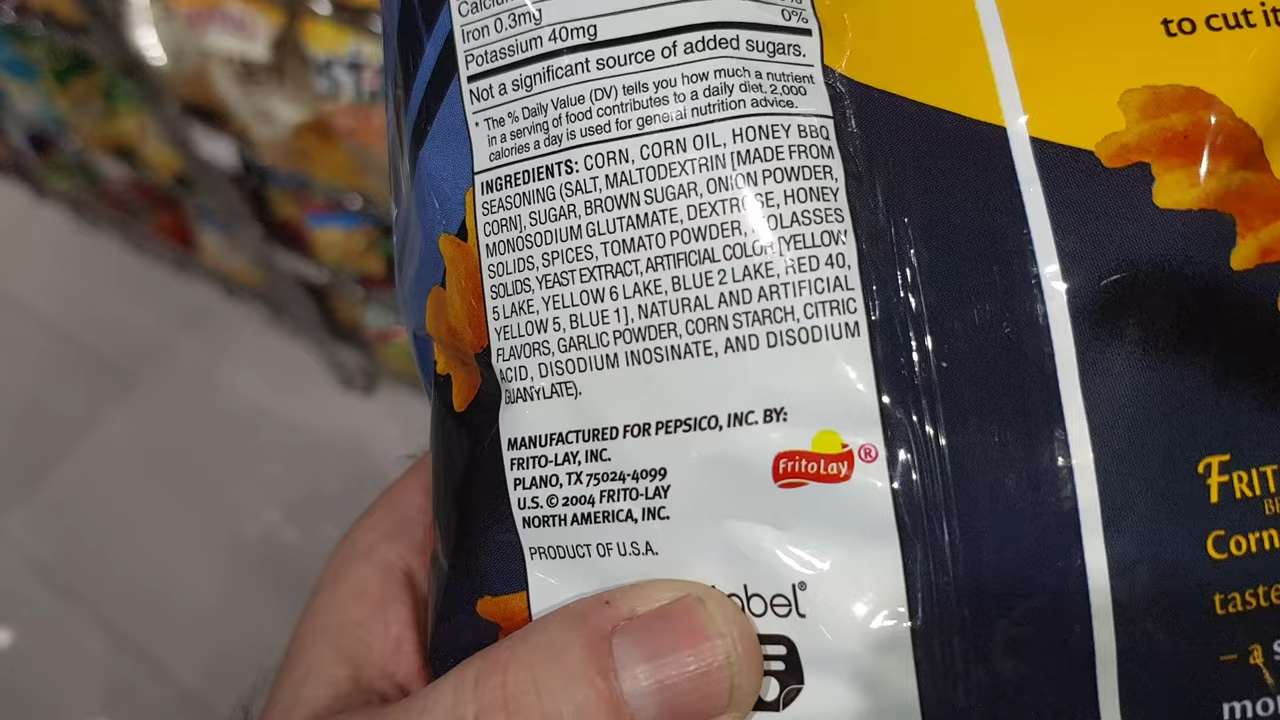 Iron 0.3mg
0%
Potassium 40mg
Not a significant source of added sugars.
* The % Daily Value (DV) tells you how much a nutrient
in a serving of food contributes to a daily diet. 2,000
calories a day is used for general nutrition advice.
INGREDIENTS: CORN, CORN OIL, HONEY BBQ
SEASONING (SALT, MALTODEXTRIN [MADE FROM
CORN], SUGAR, BROWN SUGAR, ONION POWDER,
MONOSODIUM GLUTAMATE, DEXTROSE, HONEY
SOLIDS, SPICES, TOMATO POWDER, MOLASSES
SOLIDS, YEAST EXTRACT, ARTIFICIAL COLOR [YELLOW
5 LAKE, YELLOW 6 LAKE, BLUE 2 LAKE, RED 40,
YELLOW 5, BLUE 1], NATURAL AND ARTIFICIAL
FLAVORS, GARLIC POWDER, CORN STARCH, CITRIC
ACID, DISODIUM INOSINATE, AND DISODIUM
GUANYLATE).
MANUFACTURED FOR PEPSICO, INC. BY:
FRITO-LAY, INC.
PLANO, TX 75024-4099
U.S. © 2004 FRITO-LAY
NORTH AMERICA, INC.
PRODUCT OF U.S.A.
Frito Lay ®
to cut it
Corn
taste
– a